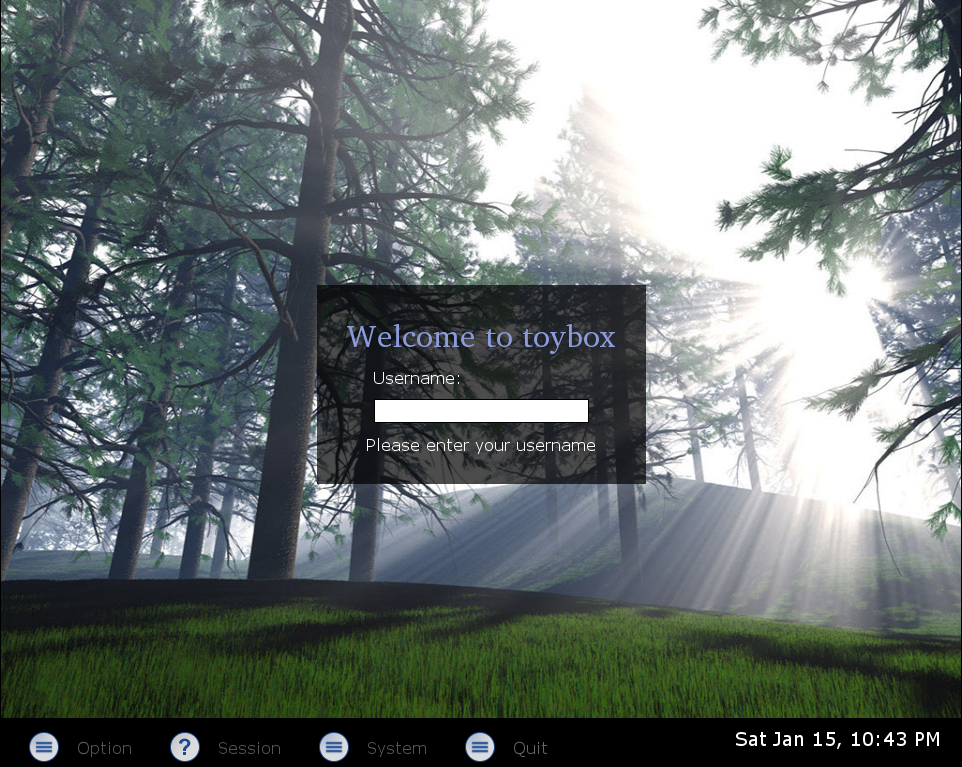 Welcome to toybox
Username:
Please enter your username
Option
Session
System
Quit
Sat Jan 15, 10:43 PM